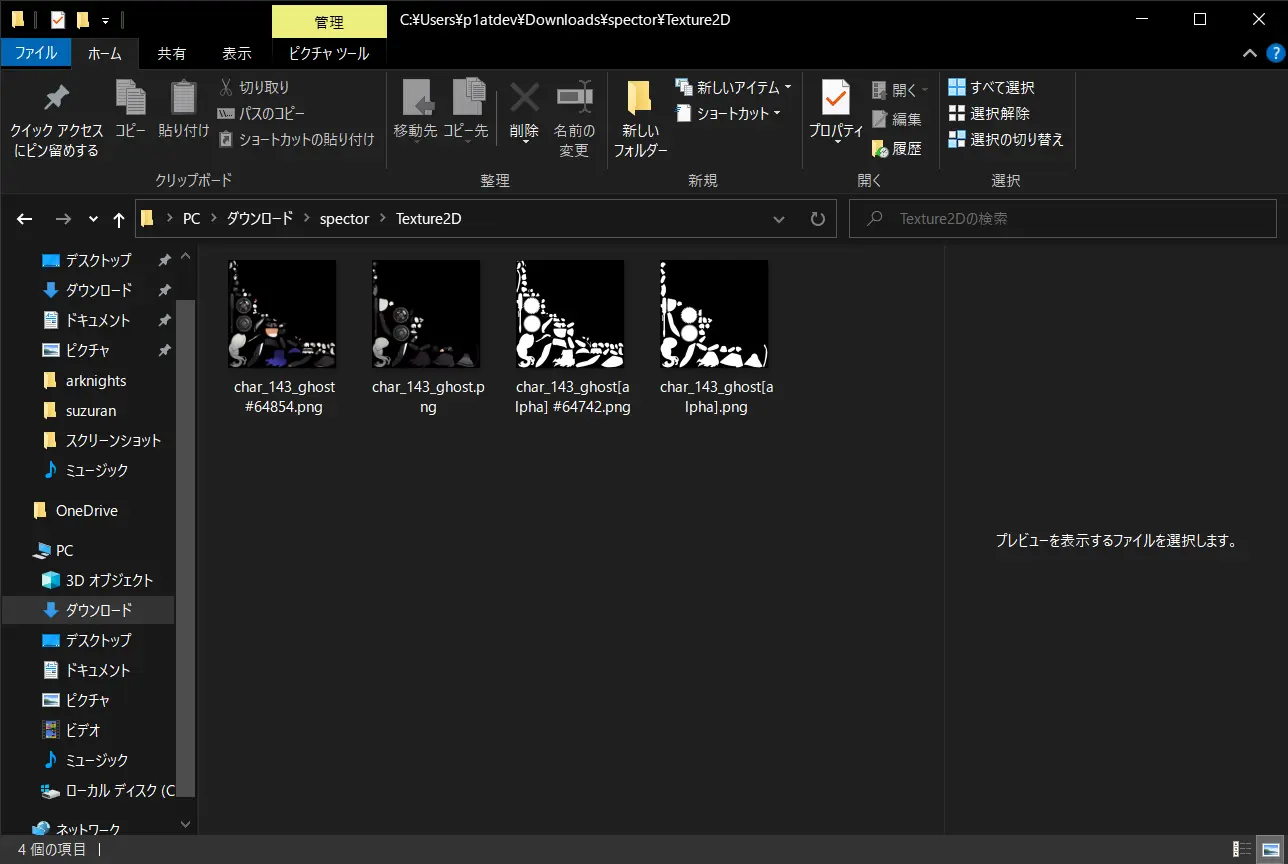 管理
C:¥Users¥p1atdev¥Downloads¥spector¥Texture2D
ファイル
ホーム
共有
表示
ピクチャ ツール
?
クイック アクセス
にピン留めする
コピー
貼り付け
切り取り
パスのコピー
ショートカットの貼り付け
クリップボード
移動先
コピー先
削除
名前の
変更
整理
新しい
フォルダー
新しいアイテム
ショートカット
新規
プロパティ
開く
編集
履歴
開く
すべて選択
選択解除
選択の切り替え
選択
PC
ダウンロード
spector
Texture2D
Texture2Dの検索
デスクトップ
ダウンロード
ドキュメント
ピクチャ
arknights
suzuran
スクリーンショット
ミュージック
OneDrive
PC
3D オブジェクト
ダウンロード
デスクトップ
ドキュメント
ピクチャ
ビデオ
ミュージック
ローカル ディスク (C
ネットワーク
char_143_ghost
#64854.png
char_143_ghost.p
ng
char_143_ghost[a
lpha] #64742.png
char_143_ghost[a
lpha].png
プレビューを表示するファイルを選択します。
4 個の項目